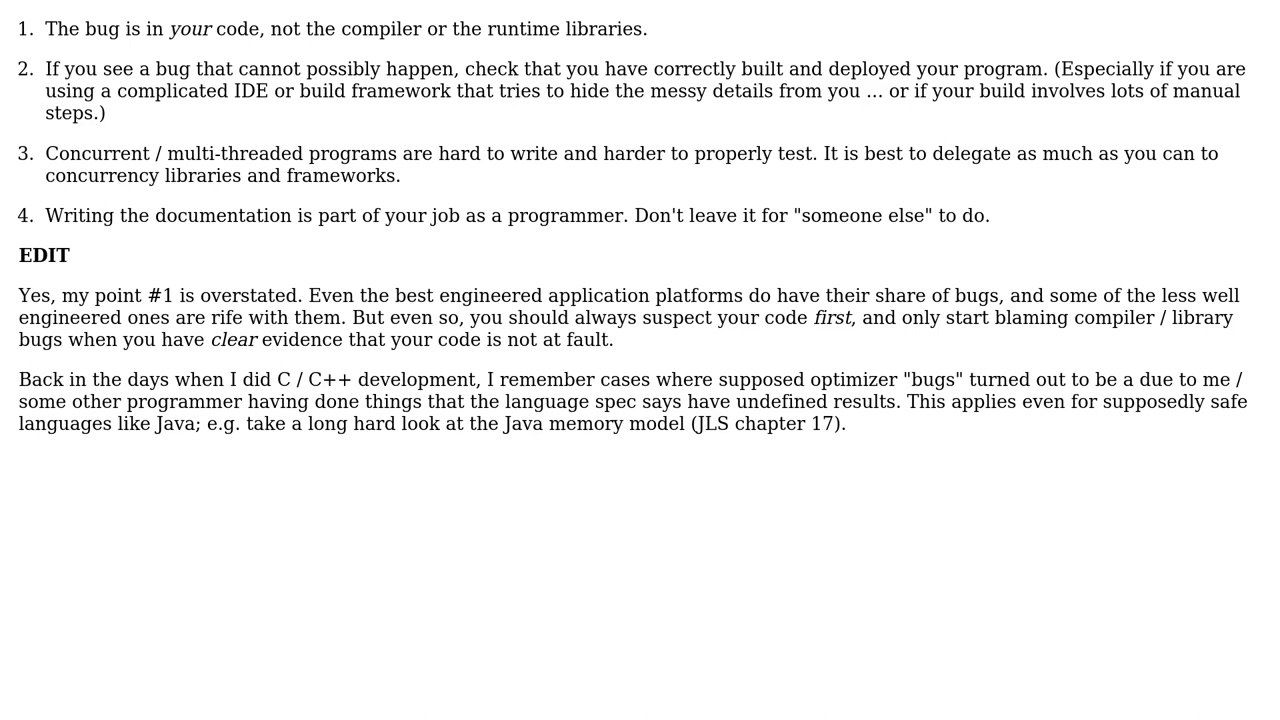 1. The bug is in your code, not the compiler or the runtime libraries.
2. If you see a bug that cannot possibly happen, check that you have correctly built and deployed your program. (Especially if you are
using a complicated IDE or build framework that tries to hide the messy details from you ... or if your build involves lots of manual
steps.)
3. Concurrent / multi-threaded programs are hard to write and harder to properly test. It is best to delegate as much as you can to
concurrency libraries and frameworks.
4. Writing the documentation is part of your job as a programmer. Don't leave it for "someone else" to do.
EDIT
Yes, my point #1 is overstated. Even the best engineered application platforms do have their share of bugs, and some of the less well
engineered ones are rife with them. But even so, you should always suspect your code first, and only start blaming compiler / library
bugs when you have clear evidence that your code is not at fault.
Back in the days when I did C / C++ development, I remember cases where supposed optimizer "bugs" turned out to be a due to me /
some other programmer having done things that the language spec says have undefined results. This applies even for supposedly safe
languages like Java; e.g. take a long hard look at the Java memory model (JLS chapter 17).